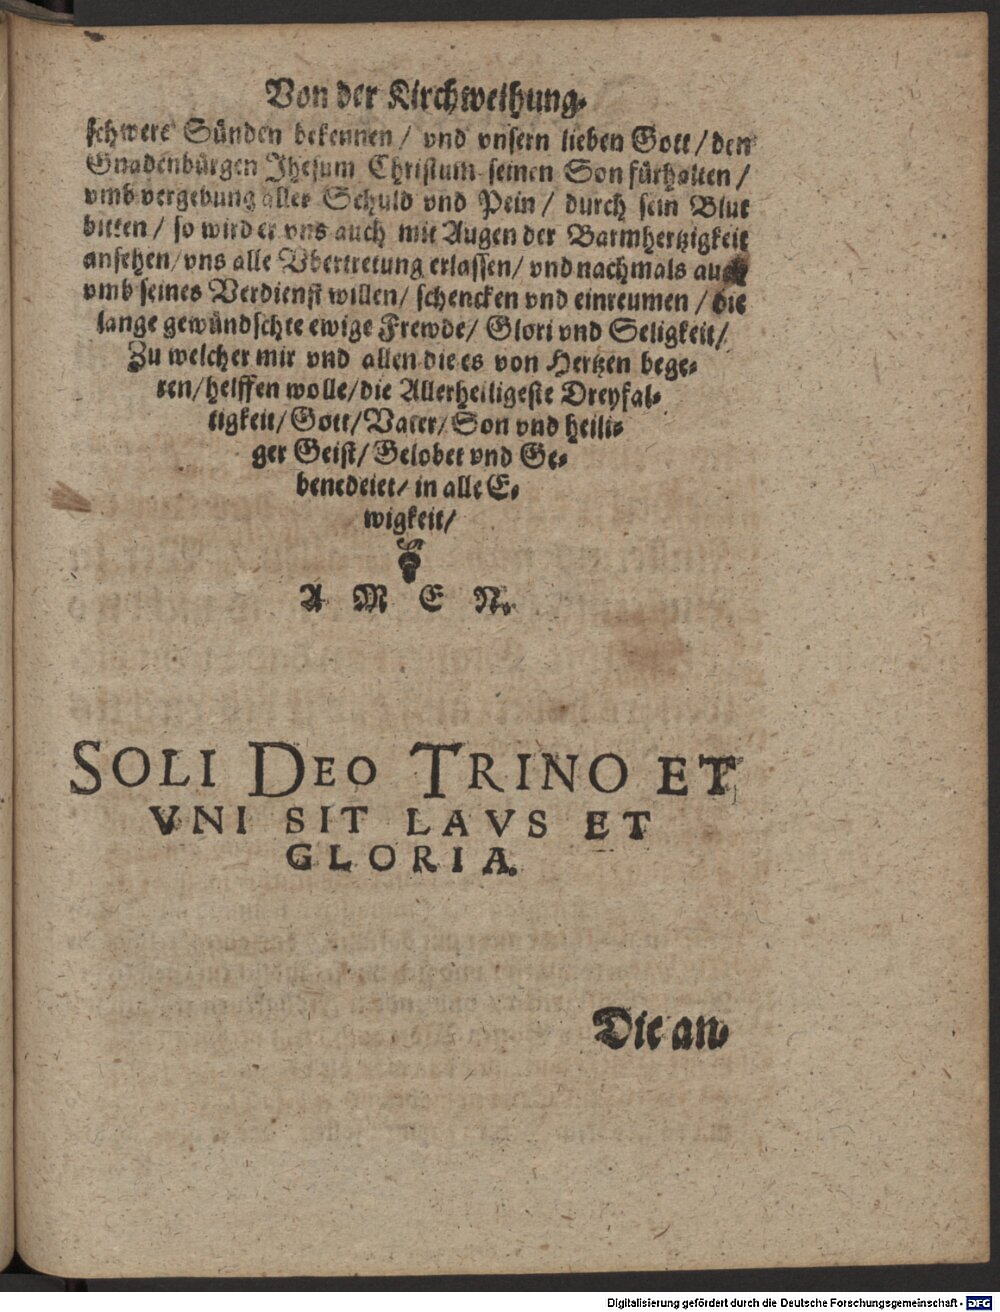 Von der Kirchweihung.
schwere Sünden bekennen / vnd vnsern lieben Gott / den
Gnadenbürgen Jhesum Christum seinen Son fürhalten /
vmb vergebung aller Schuld vnd Pein / durch sein Blut
bitten / so wird er vns auch mit Augen der Barmhertzigkeit
ansehen / vns alle Vbertretung erlassen / vnd nachmals auch
vmb seines Verdienst willen / schencken vnd einreumen / die
lange gewündschte ewige Frewde / Glori vnd Seligkeit /
Zu welcher mir vnd allen die es von Hertzen bege-
ren / helffen wolle / die Allerheiligeste Dreyfal-
tigkeit / Gott / Vater / Son vnd heili-
ger Geist / Gelobet vnd Ge-
benedeiet / in alle E-
wigkeit /
A M E N.
SOLI DEO TRINO ET
VNI SIT LAVS ET
GLORIA.
Die an-
Digitalisierung gefördert durch die Deutsche Forschungsgemeinschaft - DFG